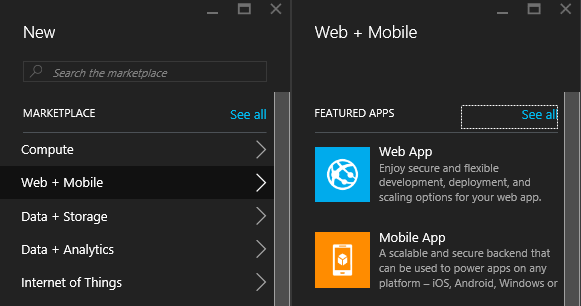 New
Search the marketplace
MARKETPLACE See all
Compute
Web + Mobile
Data + Storage
Data + Analytics
Internet of Things
Web + Mobile
FEATURED APPS See all
Web App
Enjoy secure and flexible
development, deployment, and
scaling options for your web app.
Mobile App
A scalable and secure backend that
can be used to power apps on any
platform – iOS, Android, Windows or